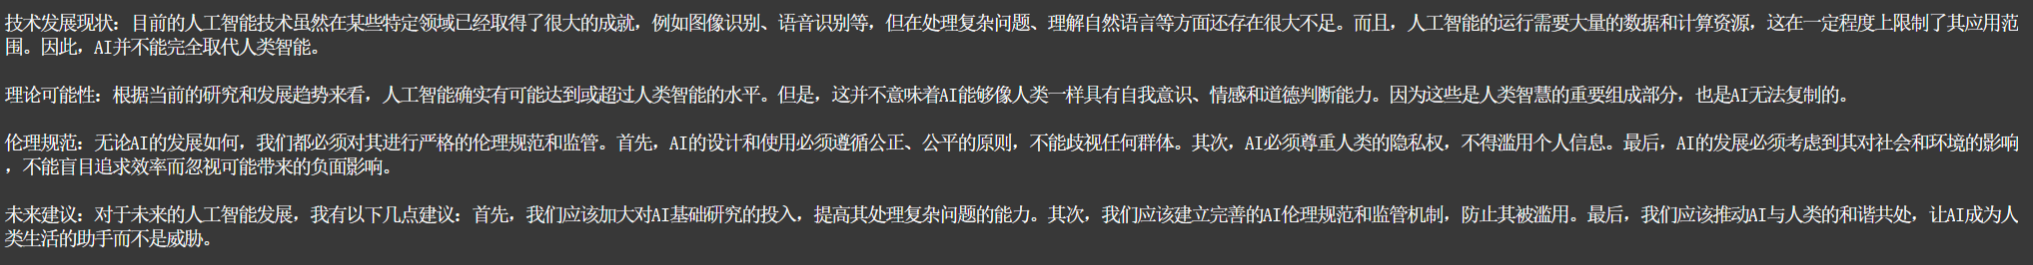 技术发展现状：目前的人工智能技术虽然在某些特定领域已经取得了很大的成就，例如图像识别、语音识别等，但在处理复杂问题、理解自然语言等方面还存在很大不足。而且，人工智能的运行需要大量的数据和计算资源，这在一定程度上限制了其应用范
围。因此，AI并不能完全取代人类智能。
理论可能性：根据当前的研究和发展趋势来看，人工智能确实有可能达到或超过人类智能的水平。但是，这并不意味着AI能够像人类一样具有自我意识、情感和道德判断能力。因为这些是人类智慧的重要组成部分，也是AI无法复制的。
伦理规范：无论AI的发展如何，我们都必须对其进行严格的伦理规范和监管。首先，AI的设计和使用必须遵循公正、公平的原则，不能歧视任何群体。其次，AI必须尊重人类的隐私权，不得滥用个人信息。最后，AI的发展必须考虑到其对社会和环境的影响
，不能盲目追求效率而忽视可能带来的负面影响。
未来建议：对于未来的人工智能发展，我有以下几点建议：首先，我们应该加大对AI基础研究的投入，提高其处理复杂问题的能力。其次，我们应该建立完善的AI伦理规范和监管机制，防止其被滥用。最后，我们应该推动AI与人类的和谐共处，让AI成为人
类生活的助手而不是威胁。